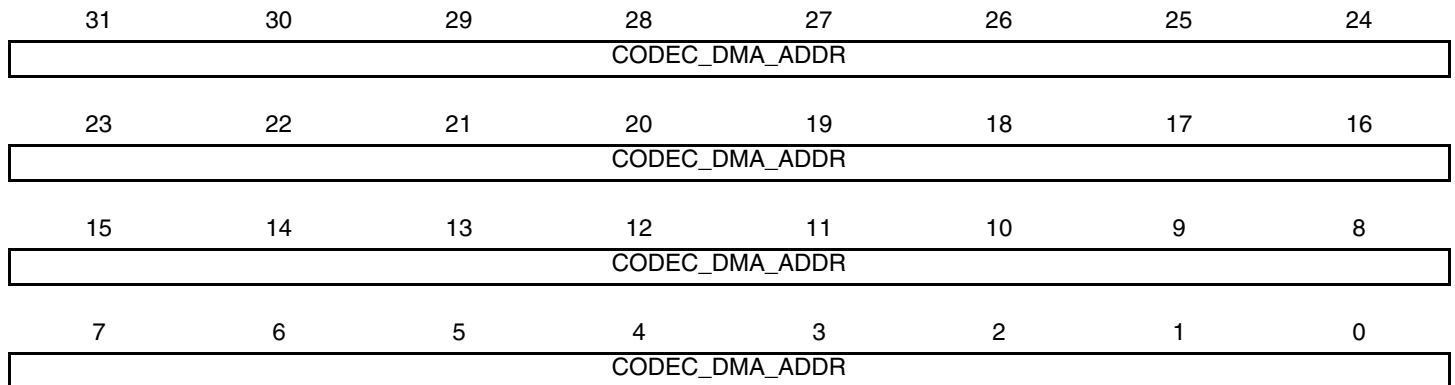 31 30 29 28 27 26 25 24
CODEC_DMA_ADDR
23 22 21 20 19 18 17 16
CODEC_DMA_ADDR
15 14 13 12 11 10 9 8
CODEC_DMA_ADDR
7 6 5 4 3 2 1 0
CODEC_DMA_ADDR